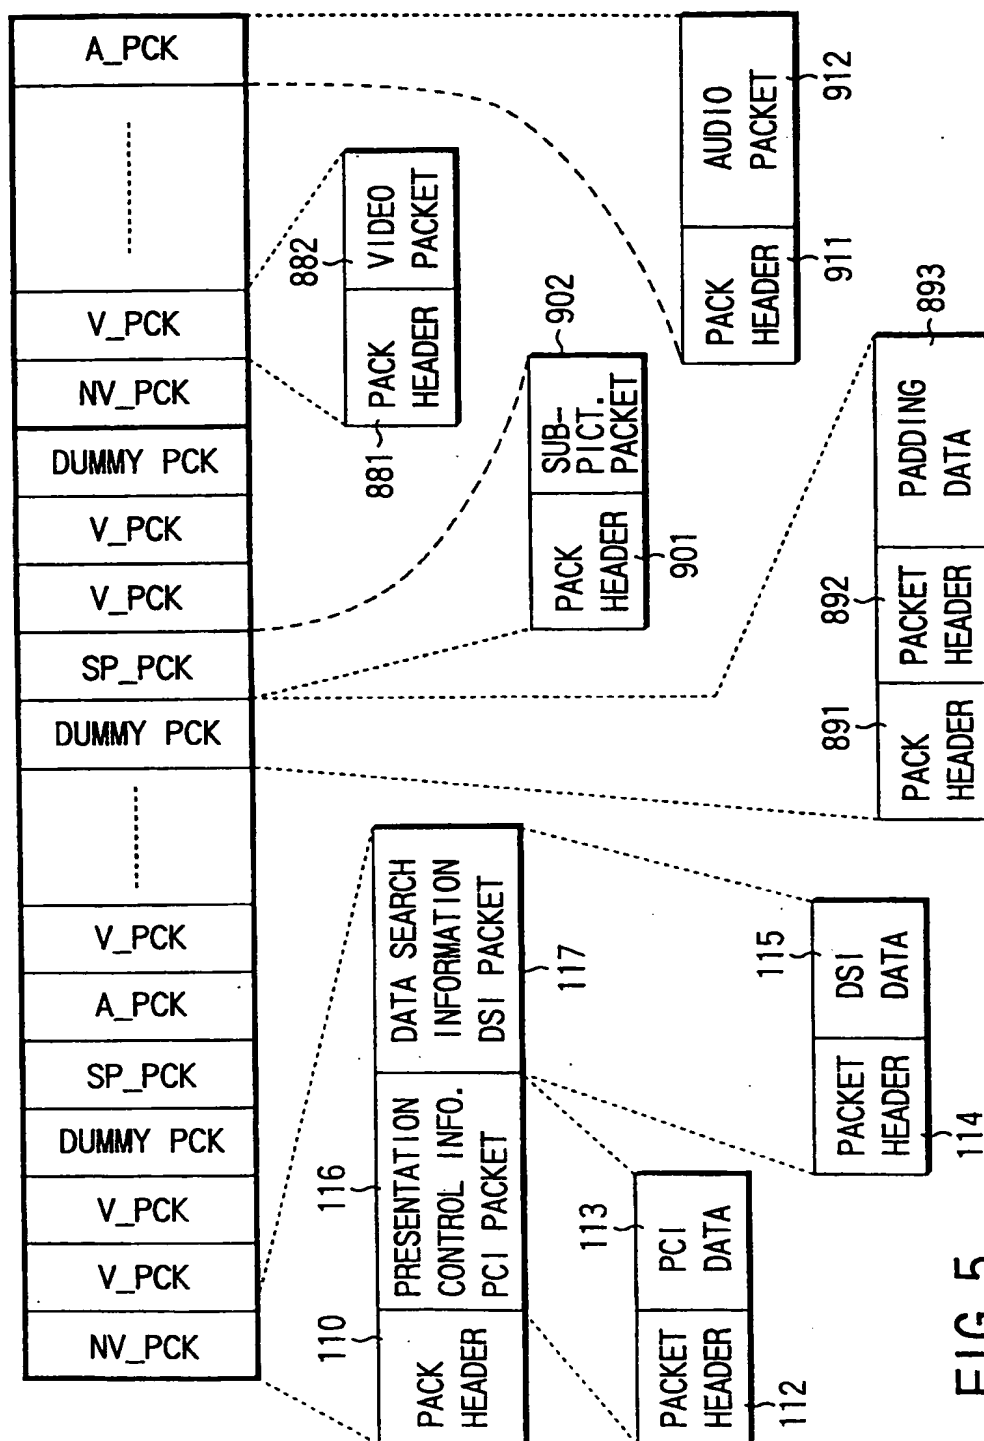 NV_PCK
V_PCK
V_PCK
DUMMY PCK
SP_PCK
A_PCK
V_PCK
DUMMY PCK
SP_PCK
V_PCK
V_PCK
DUMMY PCK
NV_PCK
V_PCK
A_PCK
110
116
PACK
HEADER
PRESENTATION
CONTROL INFO.
PCI PACKET
DATA SEARCH
INFORMATION
DSI PACKET
117
881
PACK
HEADER
882
VIDEO
PACKET
PACK
HEADER
901
SUB-
PICT.
PACKET
902
113
PACKET
HEADER
112
PCI
DATA
PACK
HEADER
911
AUDIO
PACKET
912
115
PACKET
HEADER
114
DSI
DATA
891
892
893
PACK
HEADER
PACKET
HEADER
PADDING
DATA
FIG. 5